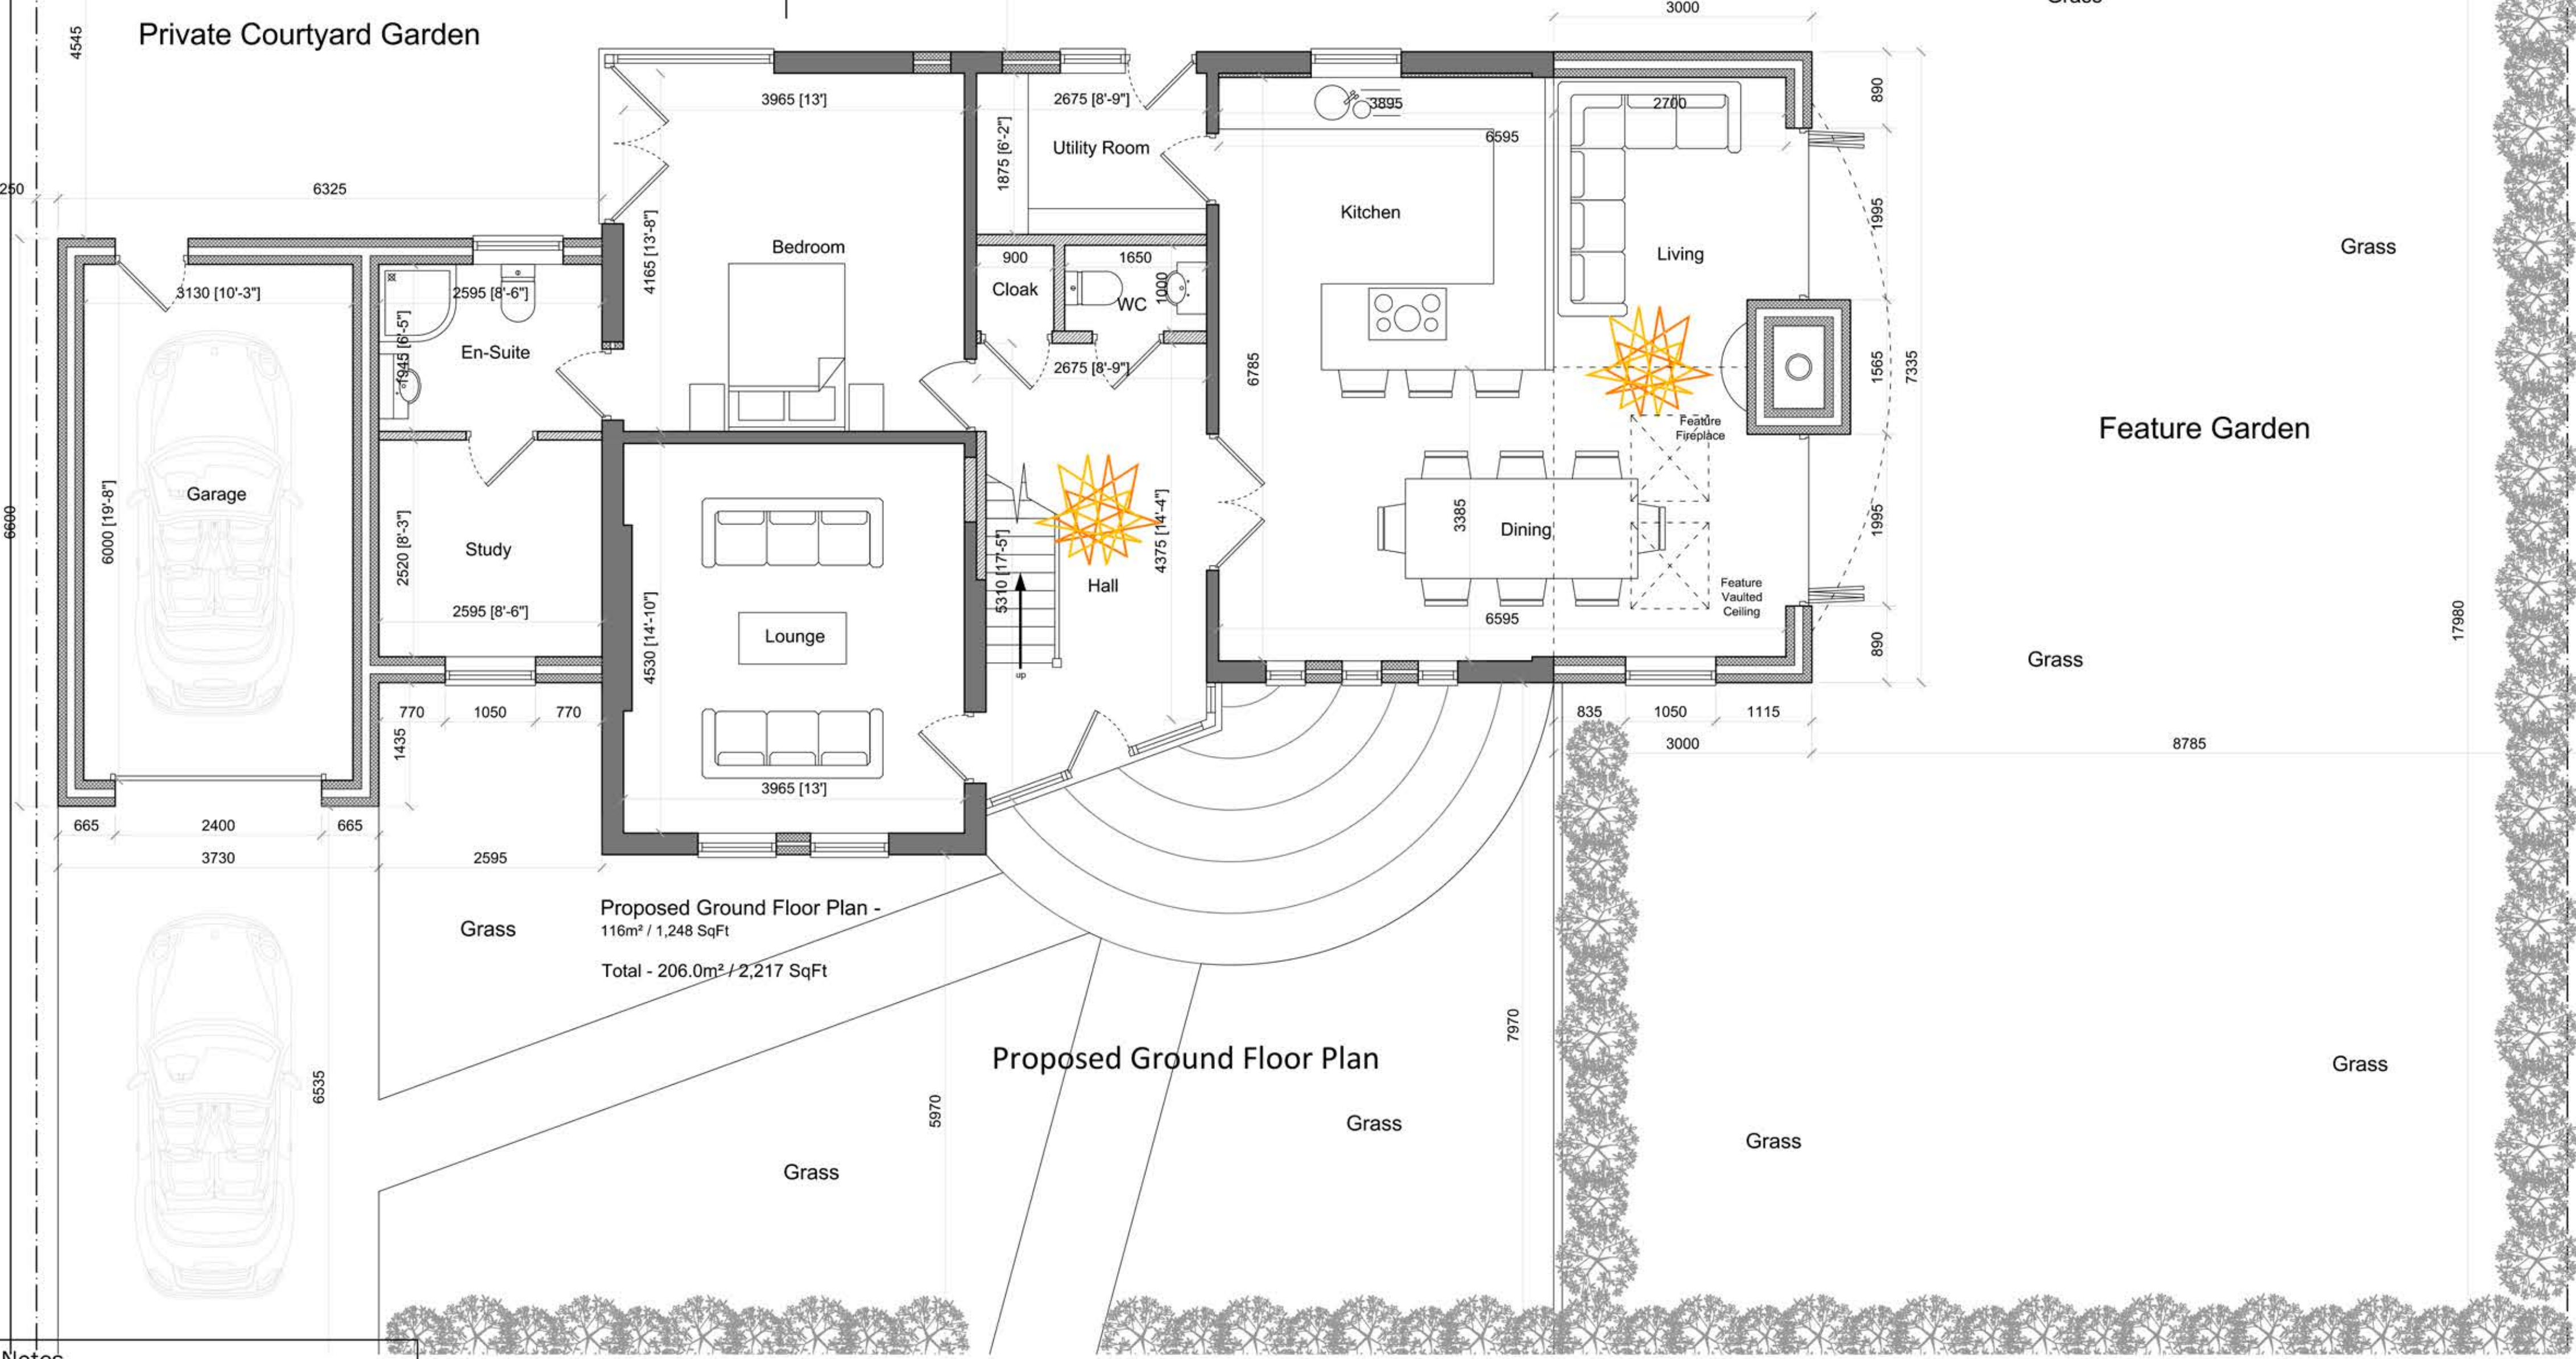 Grass
3000
4545
Private Courtyard Garden
890
3965 [13']
2675 [8'-9"]
3895
2700
6595
1875 [6'-2"]
Utility Room
250
6325
Kitchen
1995
4165 [13'-8"]
Bedroom
Living
Grass
900
1650
Cloak
1000
WC
3130 [10'-3"]
2595 [8'-6"]
1945 [6'-5"]
En-Suite
2675 [8'-9"]
6785
1565
7335
Feature
Fireplace
Feature Garden
Garage
6000 [19'-8"]
6600
Study
2520 [8'-3"]
3385
Dining
1995
4375 [14'-4"]
5310 [17'-5"]
Hall
Feature
Vaulted
Ceiling
2595 [8'-6"]
4530 [14'-10"]
Lounge
6595
17980
890
Grass
up
770
1050
770
1435
835
1050
1115
3000
8785
3965 [13']
665
2400
665
3730
2595
Proposed Ground Floor Plan -
116m² / 1,248 SqFt
Grass
Total - 206.0m² / 2,217 SqFt
7970
Proposed Ground Floor Plan
Grass
6535
5970
Grass
Grass
Grass
Notes